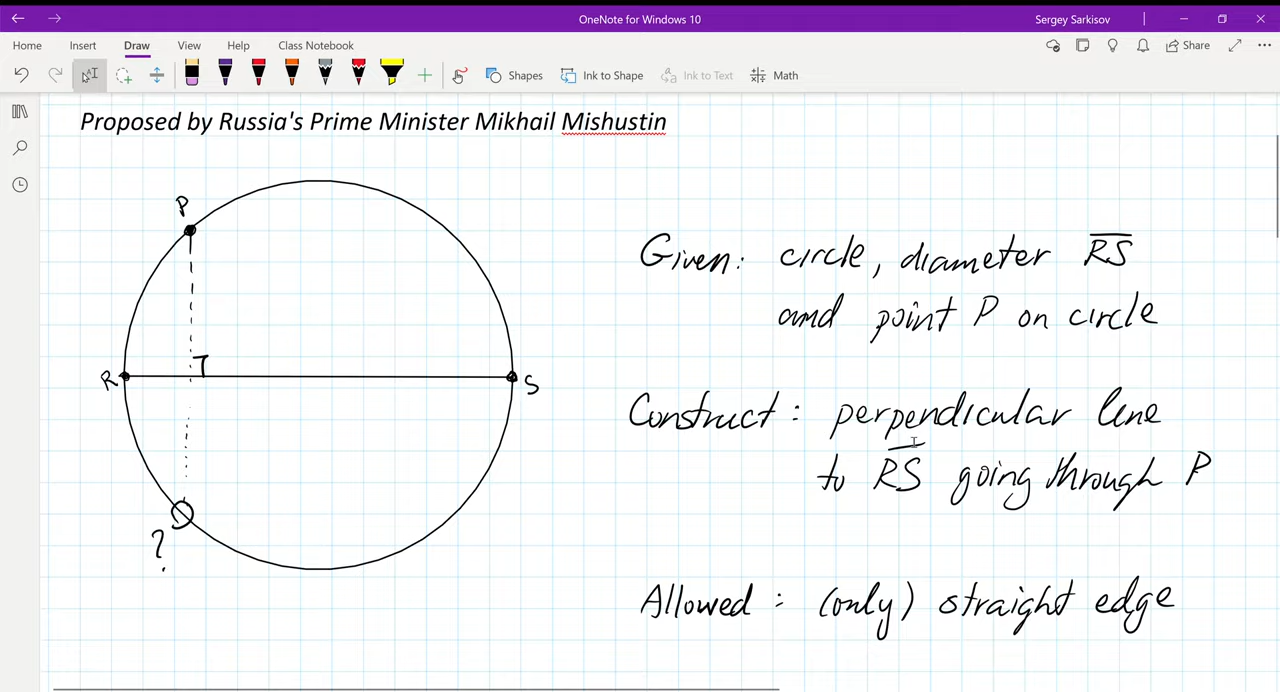 OneNote for Windows 10
Sergey Sarkisov
Home Insert Draw View Help Class Notebook
Share
Shapes Ink to Shape Ink to Text Math
Proposed by Russia's Prime Minister Mikhail Mishustin
P
R
S
?
Given: circle, diameter RS
and point P on circle
Construct: perpendicular line
to RS going through P
Allowed: (only) straight edge